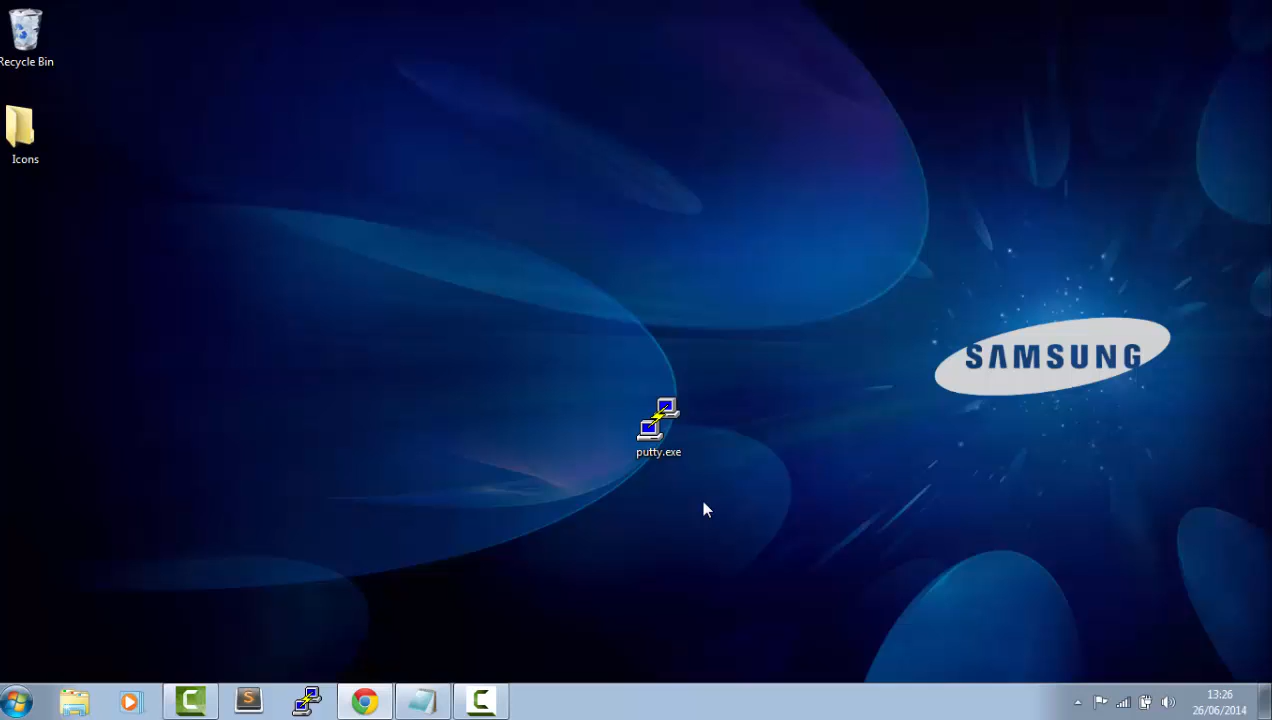 Recycle Bin
Icons
SAMSUNG
putty.exe
S
13:26
26/06/2014